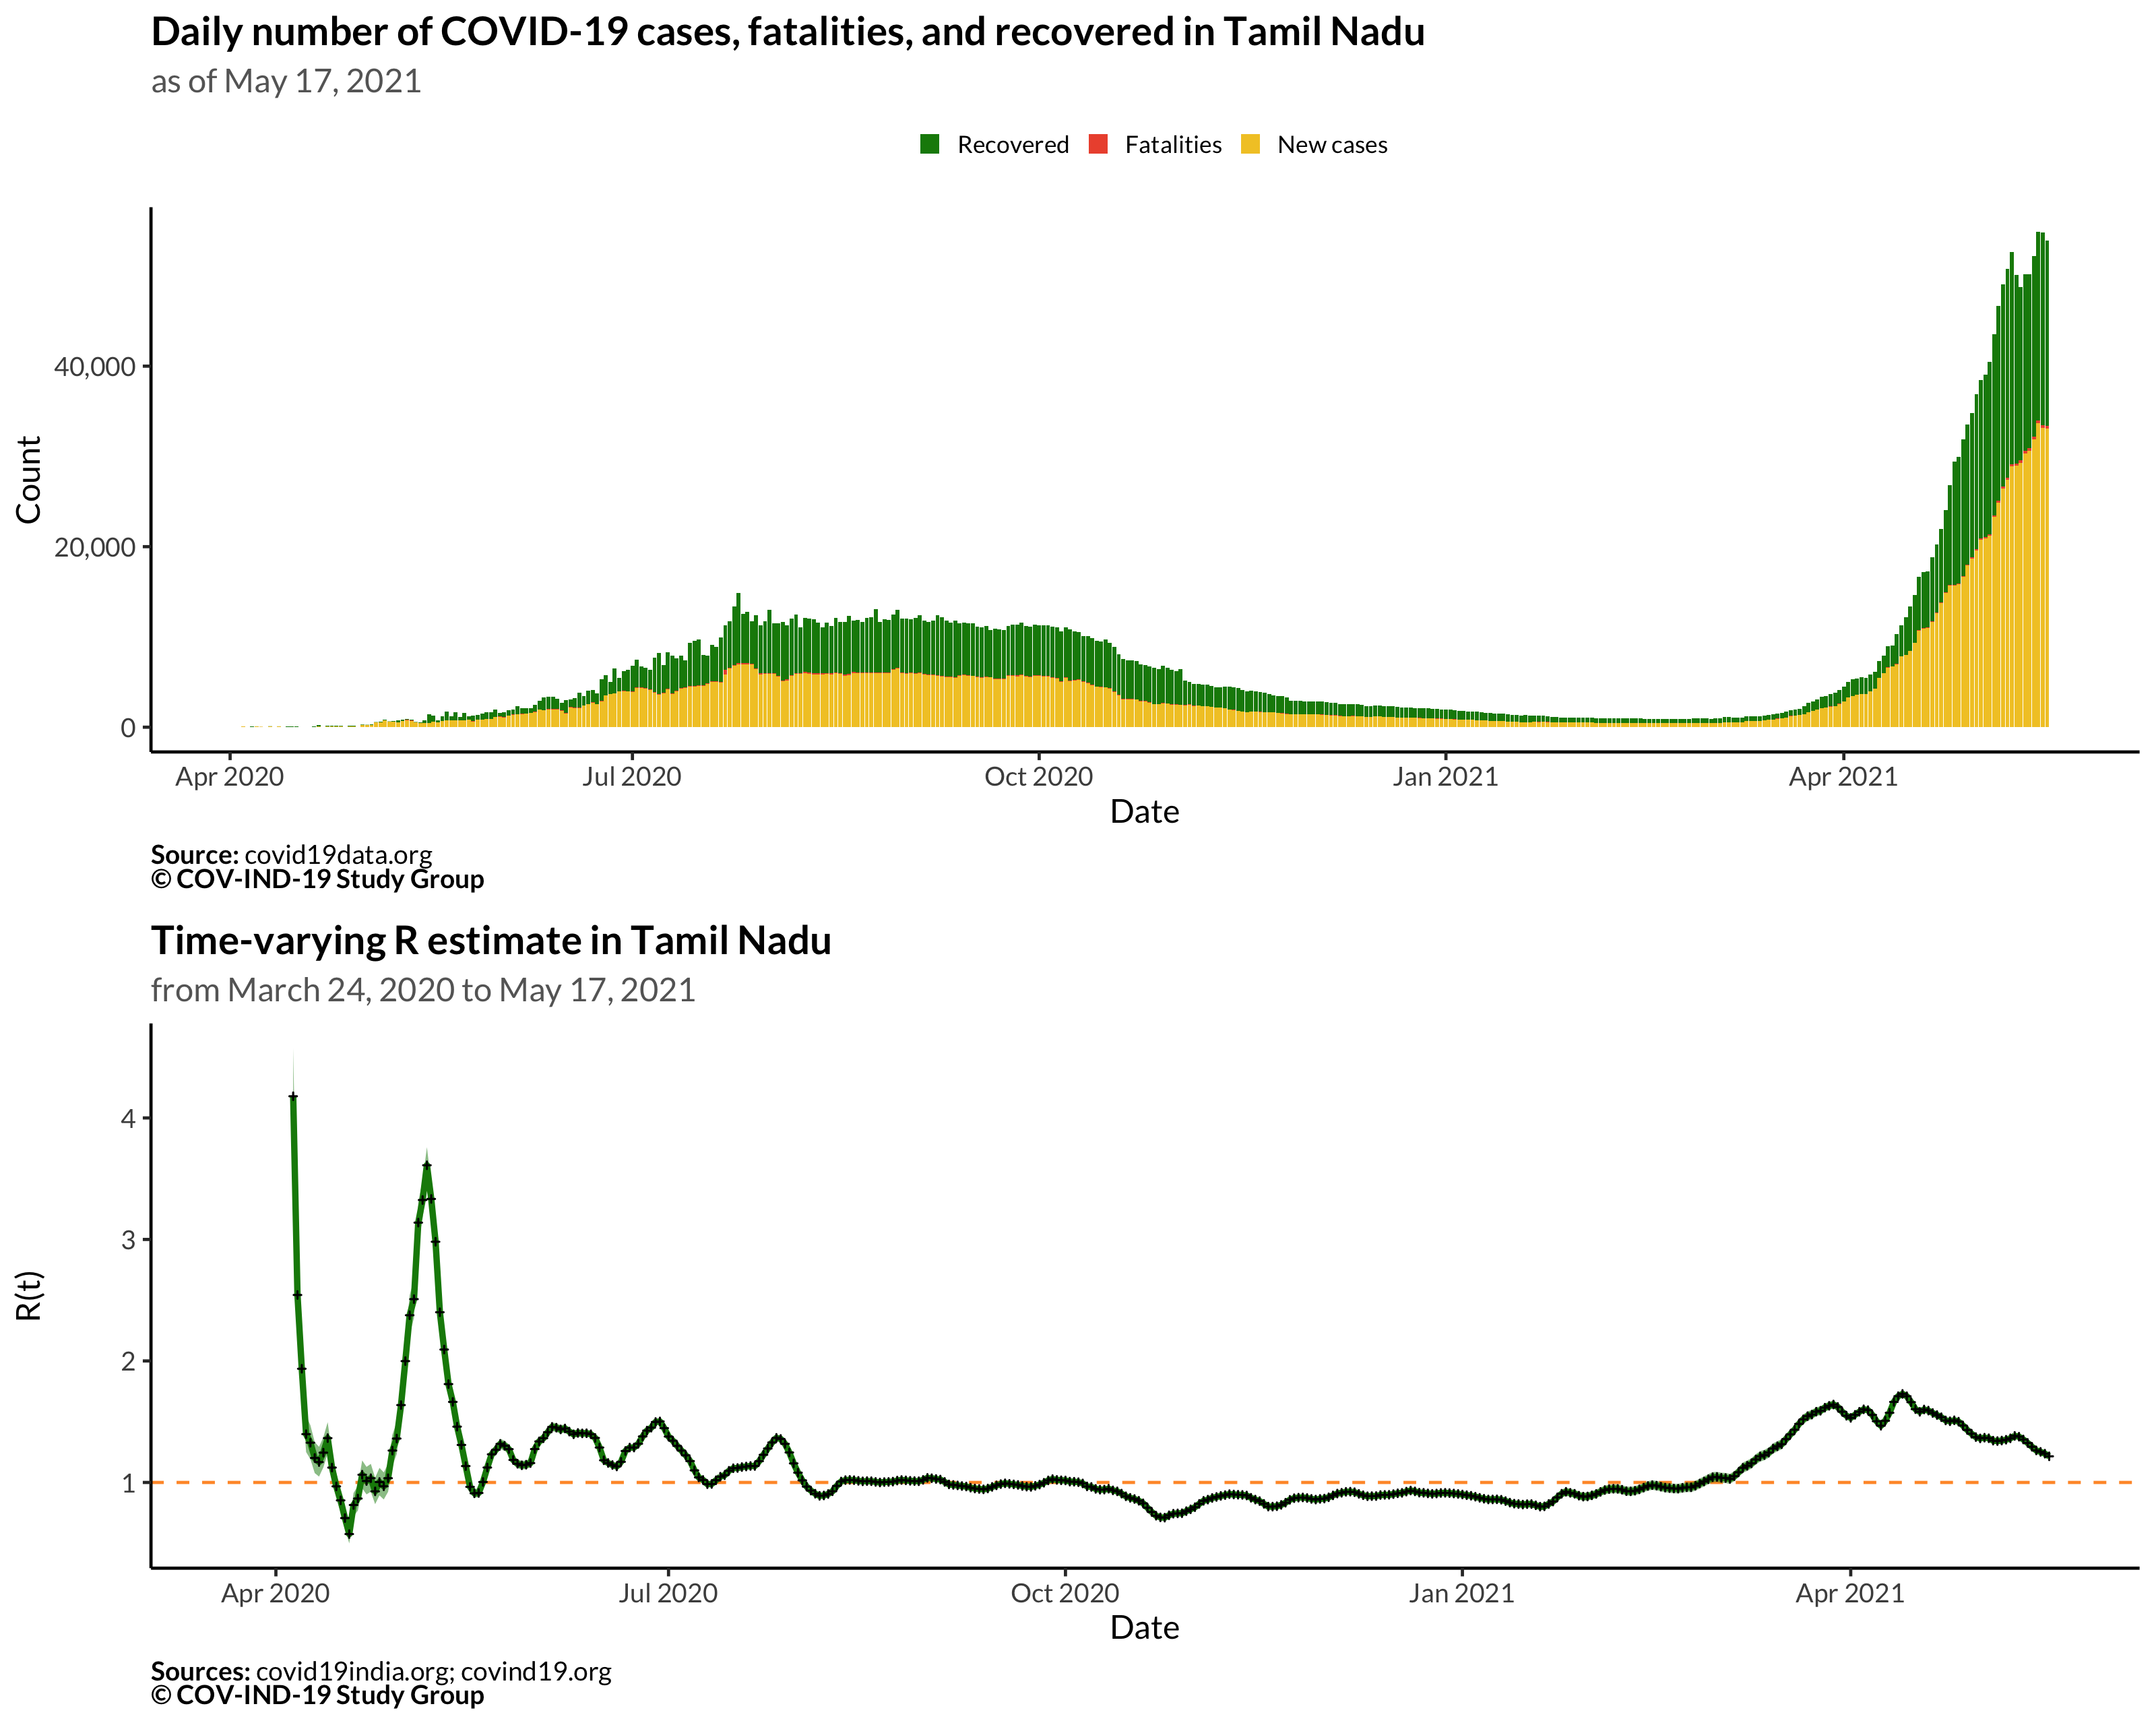 Daily number of COVID-19 cases, fatalities, and recovered in Tamil Nadu
as of May 17, 2021
Recovered Fatalities New cases
Count
40,000
20,000
0
Apr 2020 Jul 2020 Oct 2020 Jan 2021 Apr 2021
Date
Source: covid19data.org
© COV-IND-19 Study Group
Time-varying R estimate in Tamil Nadu
from March 24, 2020 to May 17, 2021
R(t)
4
3
2
1
Apr 2020 Jul 2020 Oct 2020 Jan 2021 Apr 2021
Date
Sources: covid19india.org; covind19.org
© COV-IND-19 Study Group